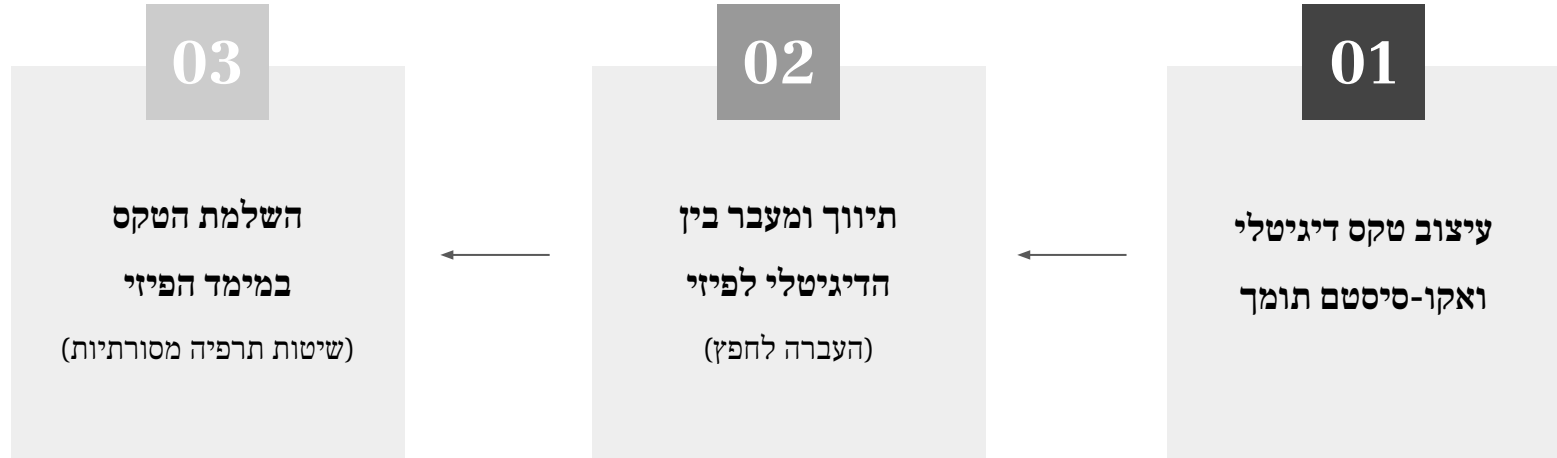 01
עיצוב טקס דיגיטלי
ואקו-סיסטם תומך
02
תיווך ומעבר בין
הדיגיטלי לפיזי
(העברה לחפץ)
03
השלמת הטקס
במימד הפיזי
(שיטות תרפיה מסורתיות)